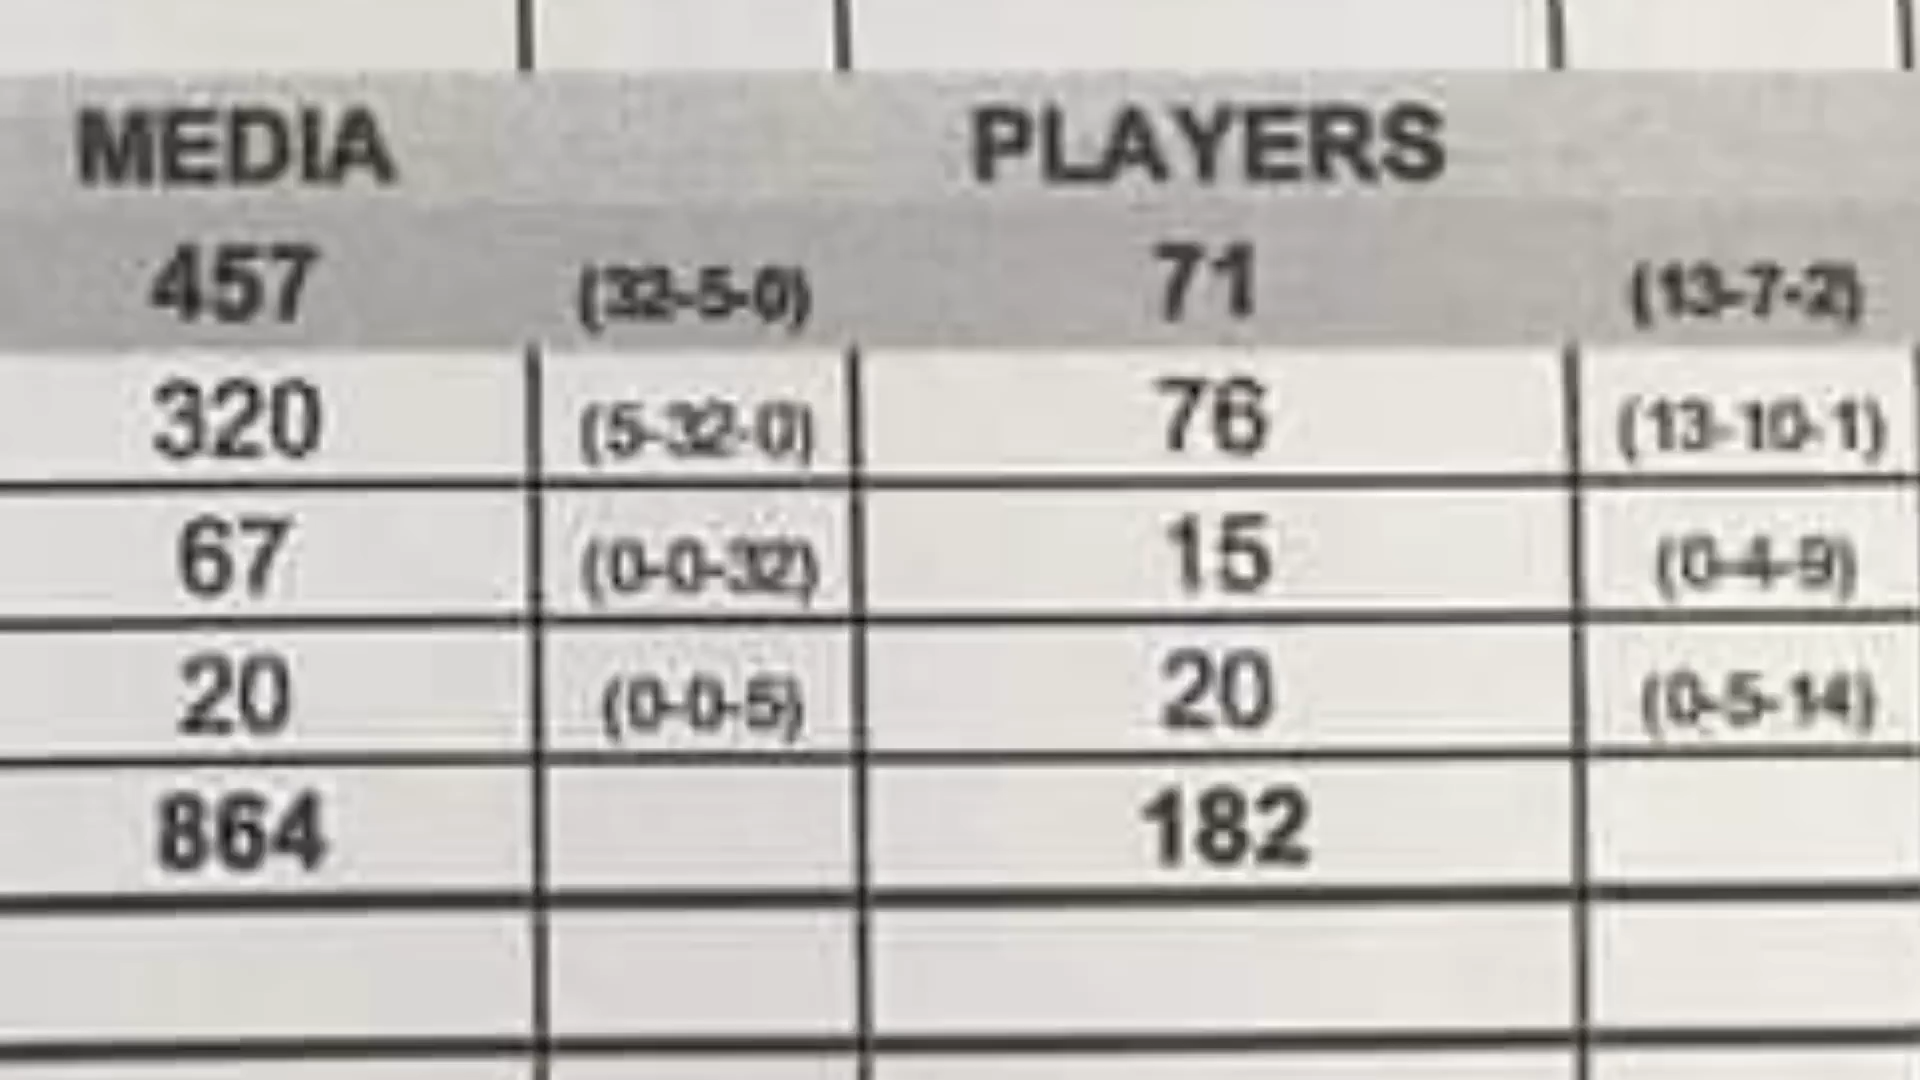 MEDIA PLAYERS
457 (32-5-0) 71 (13-7-2)
320 (5-32-0) 76 (13-10-1)
67 (0-0-32) 15 (0-4-9)
20 (0-0-5) 20 (0-5-14)
864 182